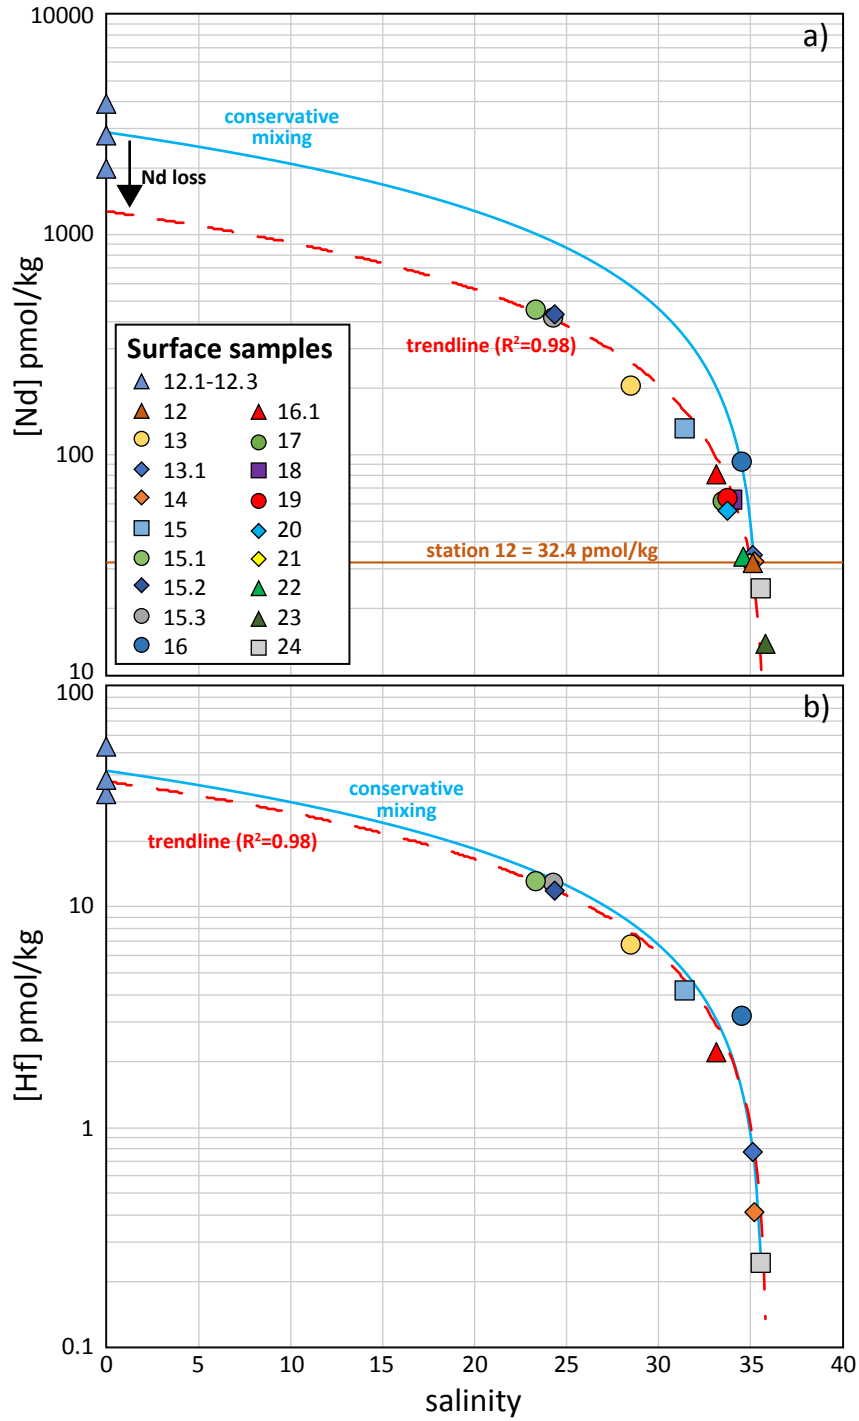 10000
a)
conservative
mixing
Nd loss
1000
trendline (R²=0.98)
[Nd] pmol/kg
Surface samples
12.1-12.3
12
16.1
13
17
13.1
18
14
19
15
20
15.1
21
15.2
22
15.3
23
16
24
100
station 12 = 32.4 pmol/kg
10
100
b)
conservative
mixing
trendline (R²=0.98)
10
[Hf] pmol/kg
1
0.1
0
5
10
15
20
25
30
35
40
salinity